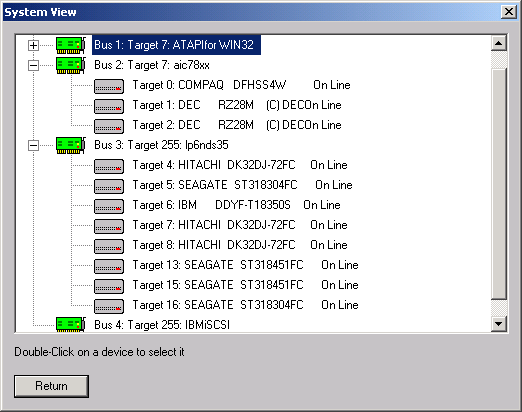 System View
Bus 1: Target 7: ATAPIfor WIN32
Bus 2: Target 7: aic78xx
Target 0: COMPAQ DFHSS4W On Line
Target 1: DEC RZ28M (C) DECOn Line
Target 2: DEC RZ28M (C) DECOn Line
Bus 3: Target 255: lp6nds35
Target 4: HITACHI DK32DJ-72FC On Line
Target 5: SEAGATE ST318304FC On Line
Target 6: IBM DDYF-T18350S On Line
Target 7: HITACHI DK32DJ-72FC On Line
Target 8: HITACHI DK32DJ-72FC On Line
Target 13: SEAGATE ST318451FC On Line
Target 15: SEAGATE ST318451FC On Line
Target 16: SEAGATE ST318304FC On Line
Bus 4: Target 255: IBMiSCSI
Double-Click on a device to select it
Return